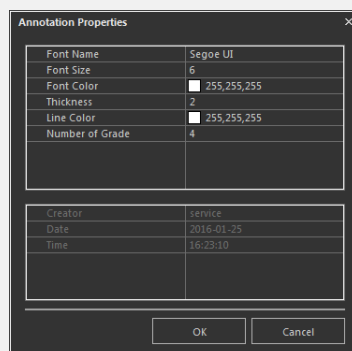 Annotation Properties
Font Name Segoe UI
Font Size 6
Font Color 255,255,255
Thickness 2
Line Color 255,255,255
Number of Grade 4
Creator service
Date 2016-01-25
Time 16:23:10
OK Cancel